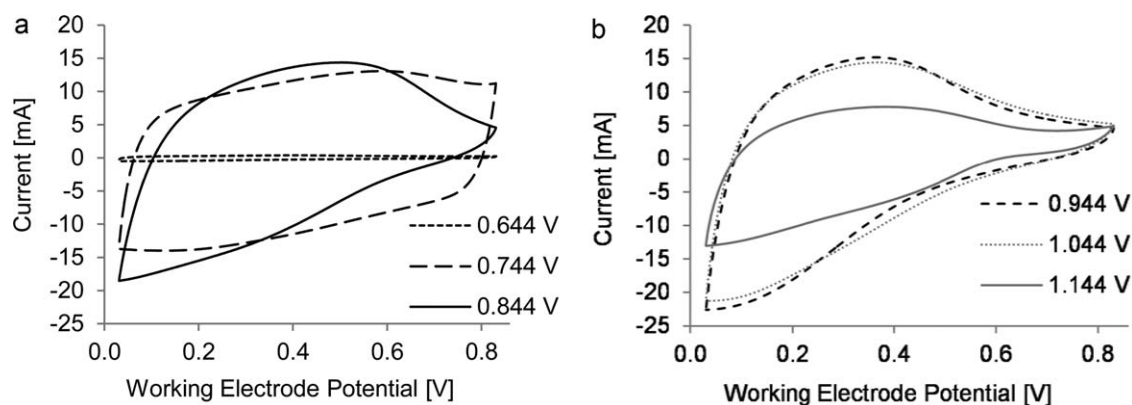 a
20
15
10
5
0
-5
-10
-15
-20
-25
Current [mA]
0.0 0.2 0.4 0.6 0.8
Working Electrode Potential [V]
0.644 V
0.744 V
0.844 V
b
20
15
10
5
0
-5
-10
-15
-20
-25
Current [mA]
0.0 0.2 0.4 0.6 0.8
Working Electrode Potential [V]
0.944 V
1.044 V
1.144 V